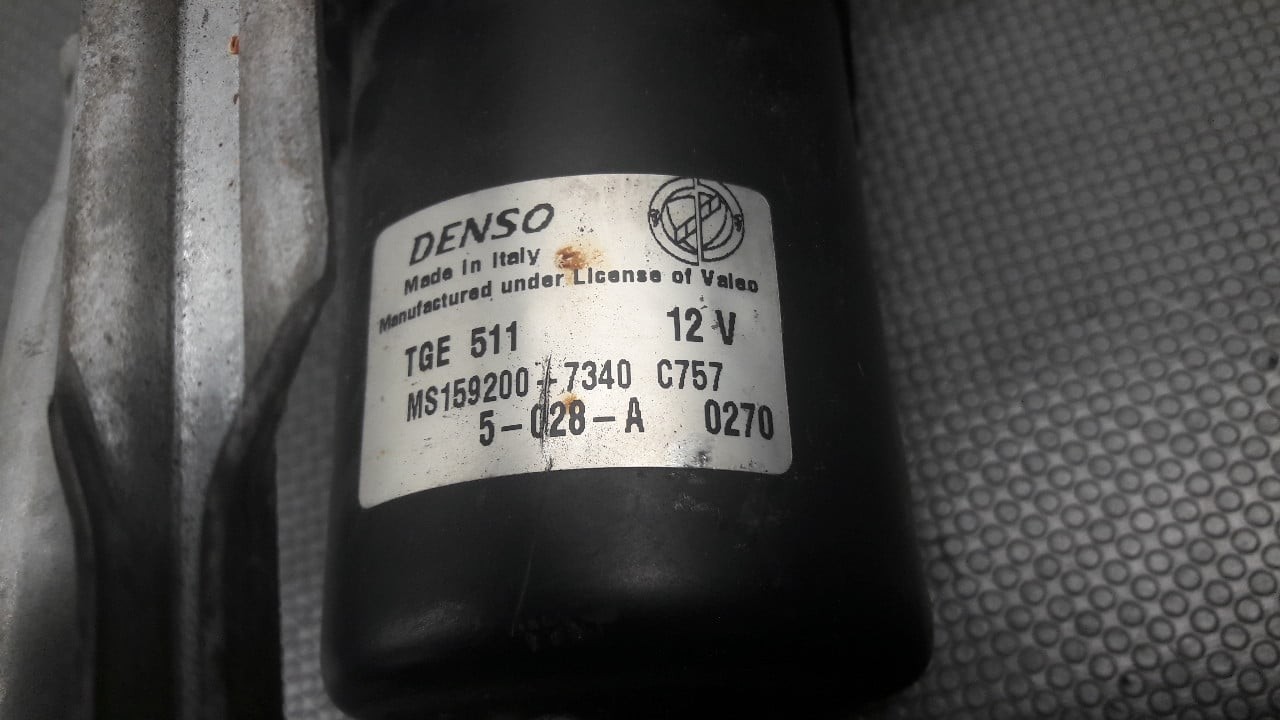 DENSO
Made in Italy
Manufactured under License of Valeo
TGE 511 12 V
MS159200-7340 C757
5-028-A 0270